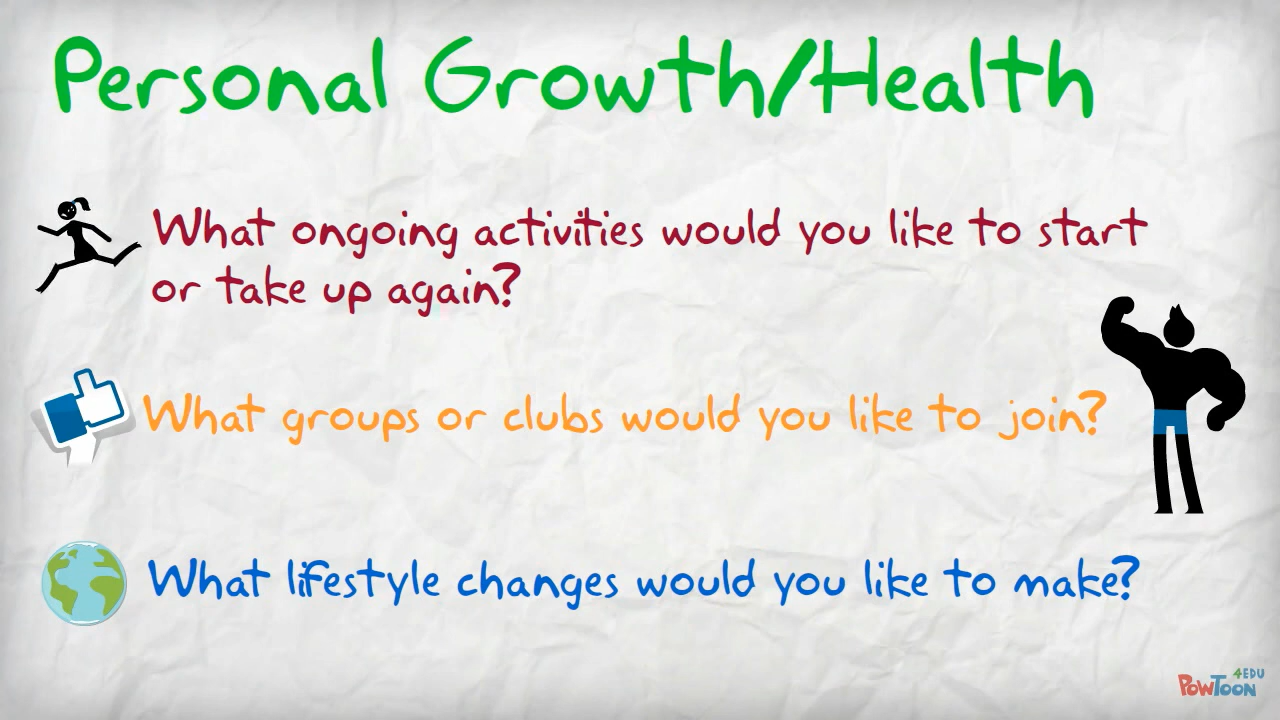 Personal Growth/Health
What ongoing activities would you like to start
or take up again?
What groups or clubs would you like to join?
What lifestyle changes would you like to make?
4EDU
POWTOON